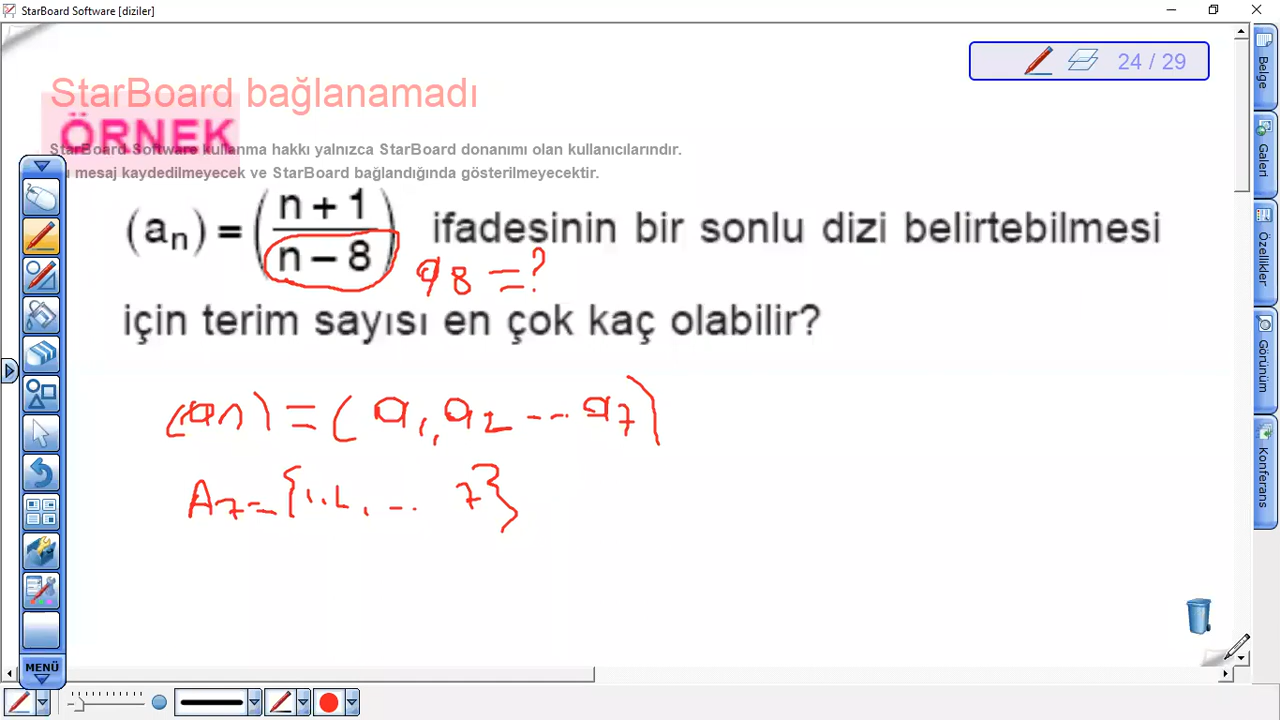 StarBoard Software [diziler]
24 / 29
StarBoard bağlanamadı
ÖRNEK
StarBoard Software kullanma hakkı yalnızca StarBoard donanımı olan kullanıcılarındır.
mesaj kaydedilmeyecek ve StarBoard bağlandığında gösterilmeyecektir.
(an) = (n + 1 / n – 8) ifadesinin bir sonlu dizi belirtebilmesi
a8 = ?
için terim sayısı en çok kaç olabilir?
(an) = (a1, a2 --- a7)
A7 = {1, 2, ... 7}
MENÜ
Belge
Galeri
Özellikler
Görünüm
Konferans